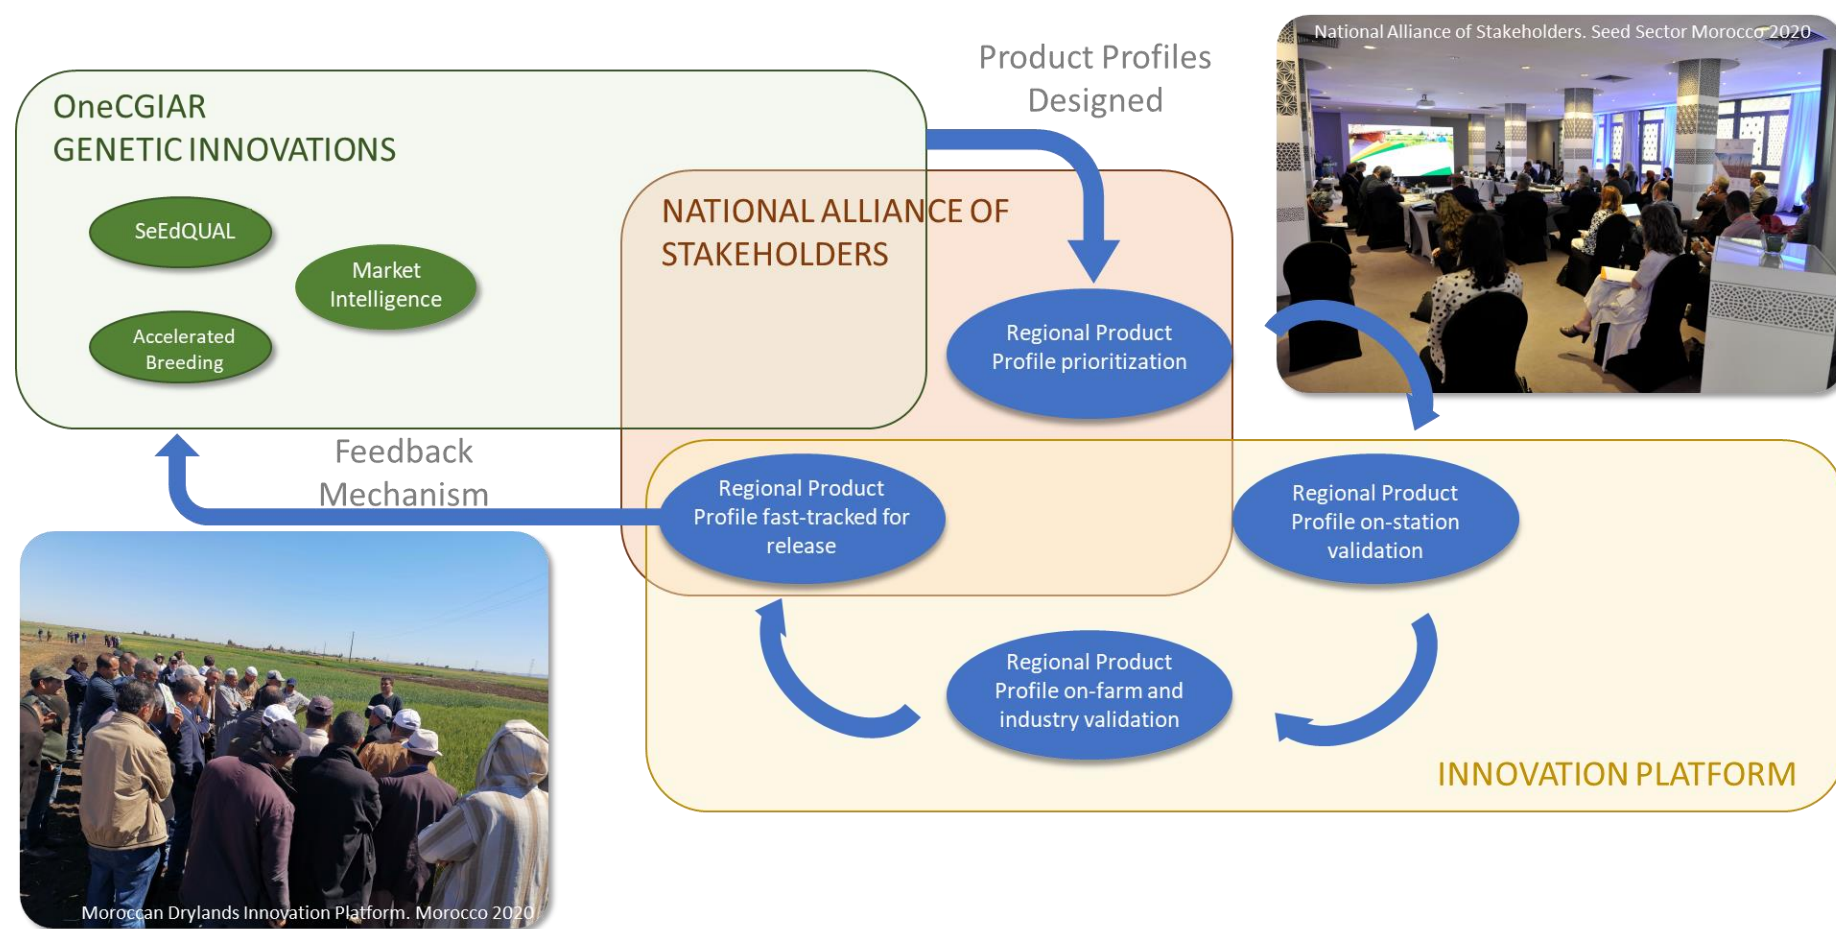 OneCGIAR
GENETIC INNOVATIONS
SeEdQUAL
Market
Intelligence
Accelerated
Breeding
Product Profiles
Designed
National Alliance of Stakeholders. Seed Sector Morocco 2020
NATIONAL ALLIANCE OF
STAKEHOLDERS
Regional Product
Profile prioritization
Feedback
Mechanism
Regional Product
Profile fast-tracked for
release
Regional Product
Profile on-station
validation
Regional Product
Profile on-farm and
industry validation
INNOVATION PLATFORM
Moroccan Drylands Innovation Platform. Morocco 2020